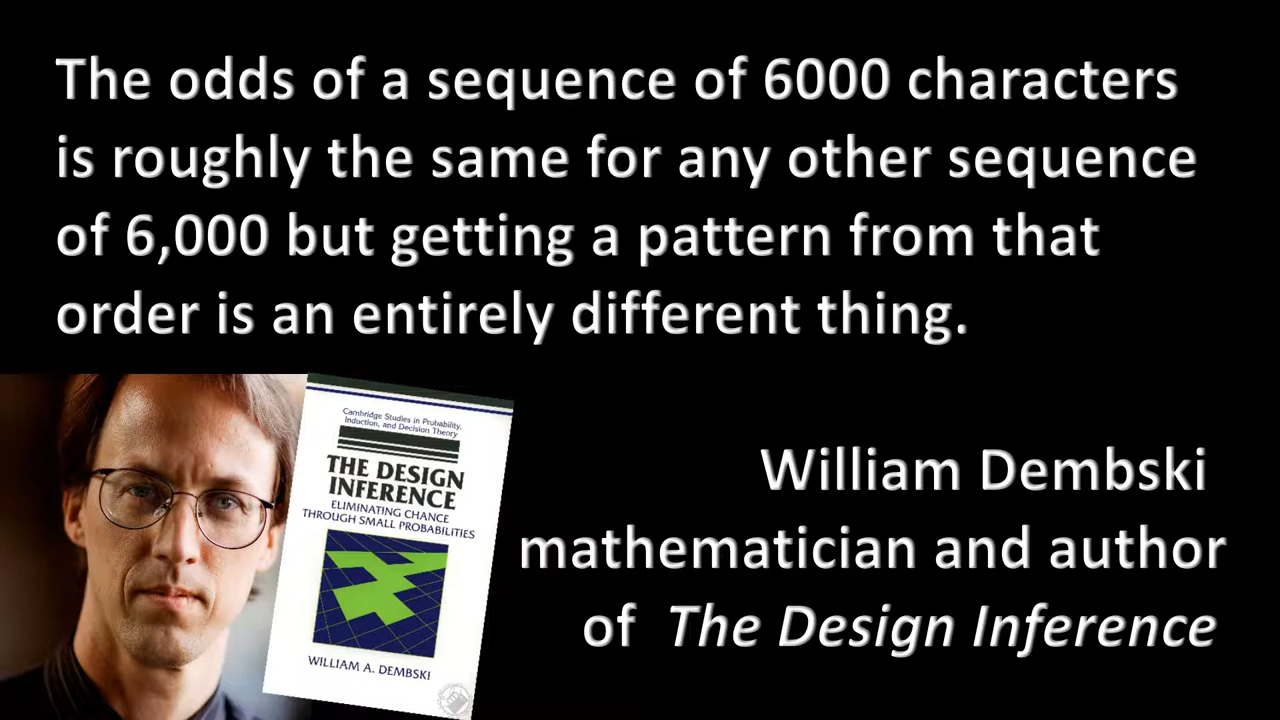 The odds of a sequence of 6000 characters
is roughly the same for any other sequence
of 6,000 but getting a pattern from that
order is an entirely different thing.
Cambridge Studies in Probability,
Induction, and Decision Theory
THE DESIGN
INFERENCE
ELIMINATING CHANCE
THROUGH SMALL PROBABILITIES
WILLIAM A. DEMBSKI
William Dembski
mathematician and author
of The Design Inference